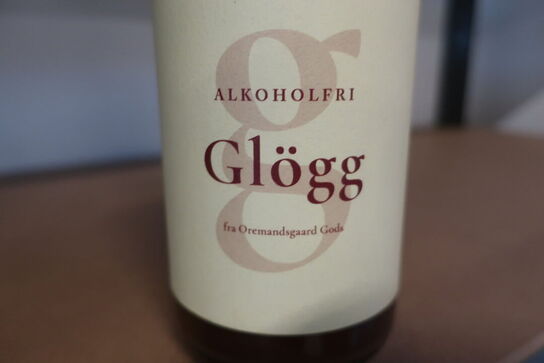 g
ALKOHOLFRI
Glögg
fra Oremandsgaard Gods